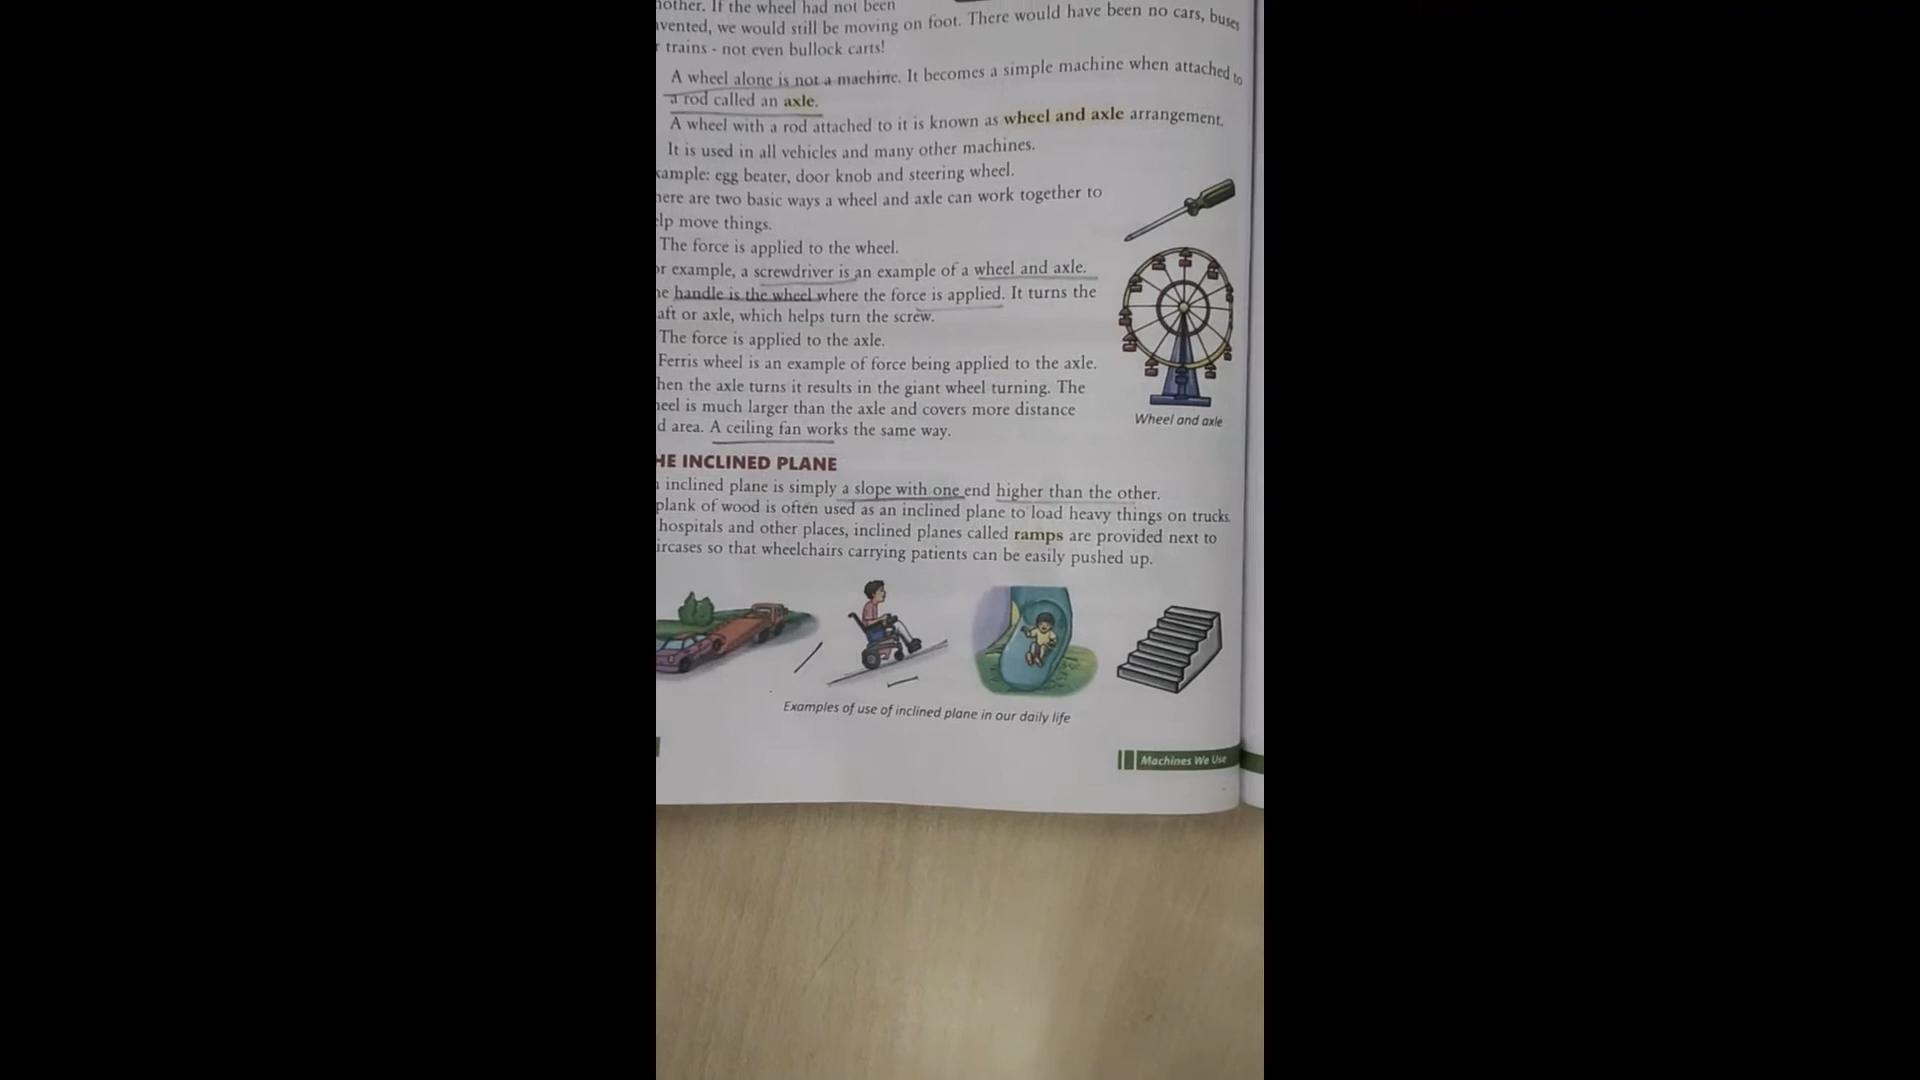 If the wheel had not been
we would still be moving on foot. There would have been no cars, buses
trains - not even bullock carts!
A wheel alone is not a machine. It becomes a simple machine when attached to
a rod called an axle.
A wheel with a rod attached to it is known as wheel and axle arrangement.
It is used in all vehicles and many other machines.
egg beater, door knob and steering wheel.
are two basic ways a wheel and axle can work together to
move things.
The force is applied to the wheel.
example, a screwdriver is an example of a wheel and axle.
handle is the wheel where the force is applied. It turns the
or axle, which helps turn the screw.
The force is applied to the axle.
Ferris wheel is an example of force being applied to the axle.
the axle turns it results in the giant wheel turning. The
is much larger than the axle and covers more distance
area. A ceiling fan works the same way.
Wheel and axle
INCLINED PLANE
inclined plane is simply a slope with one end higher than the other.
plank of wood is often used as an inclined plane to load heavy things on trucks.
hospitals and other places, inclined planes called ramps are provided next to
so that wheelchairs carrying patients can be easily pushed up.
Examples of use of inclined plane in our daily life
Machines We Use